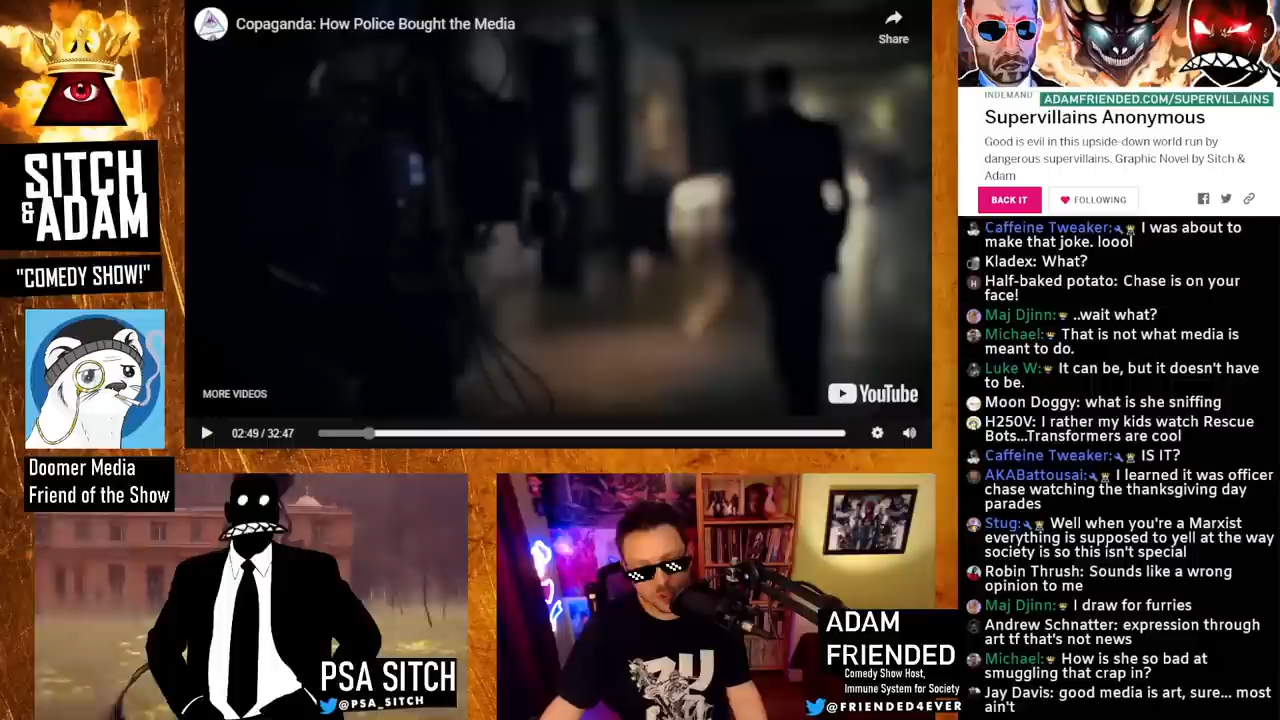 Copaganda: How Police Bought the Media
Share
MORE VIDEOS
YouTube
02:49 / 32:47
SITCH
& ADAM
"COMEDY SHOW!"
Doomer Media
Friend of the Show
PSA SITCH
@PSA_SITCH
ADAM
FRIENDED
Comedy Show Host,
Immune System for Society
@FRIENDED4EVER
INDEMAND
ADAMFRIENDED.COM/SUPERVILLAINS
Supervillains Anonymous
Good is evil in this upside-down world run by
dangerous supervillains. Graphic Novel by Sitch &
Adam
BACK IT
FOLLOWING
Caffeine Tweaker: I was about to
make that joke. loool
Kladex: What?
Half-baked potato: Chase is on your
face!
Maj Djinn: ..wait what?
Michael: That is not what media is
meant to do.
Luke W: It can be, but it doesn't have
to be.
Moon Doggy: what is she sniffing
H250V: I rather my kids watch Rescue
Bots...Transformers are cool
Caffeine Tweaker: IS IT?
AKABattousai: I learned it was officer
chase watching the thanksgiving day
parades
Stug: Well when you're a Marxist
everything is supposed to yell at the way
society is so this isn't special
Robin Thrush: Sounds like a wrong
opinion to me
Maj Djinn: I draw for furries
Andrew Schnatter: expression through
art tf that's not news
Michael: How is she so bad at
smuggling that crap in?
Jay Davis: good media is art, sure... most
ain't